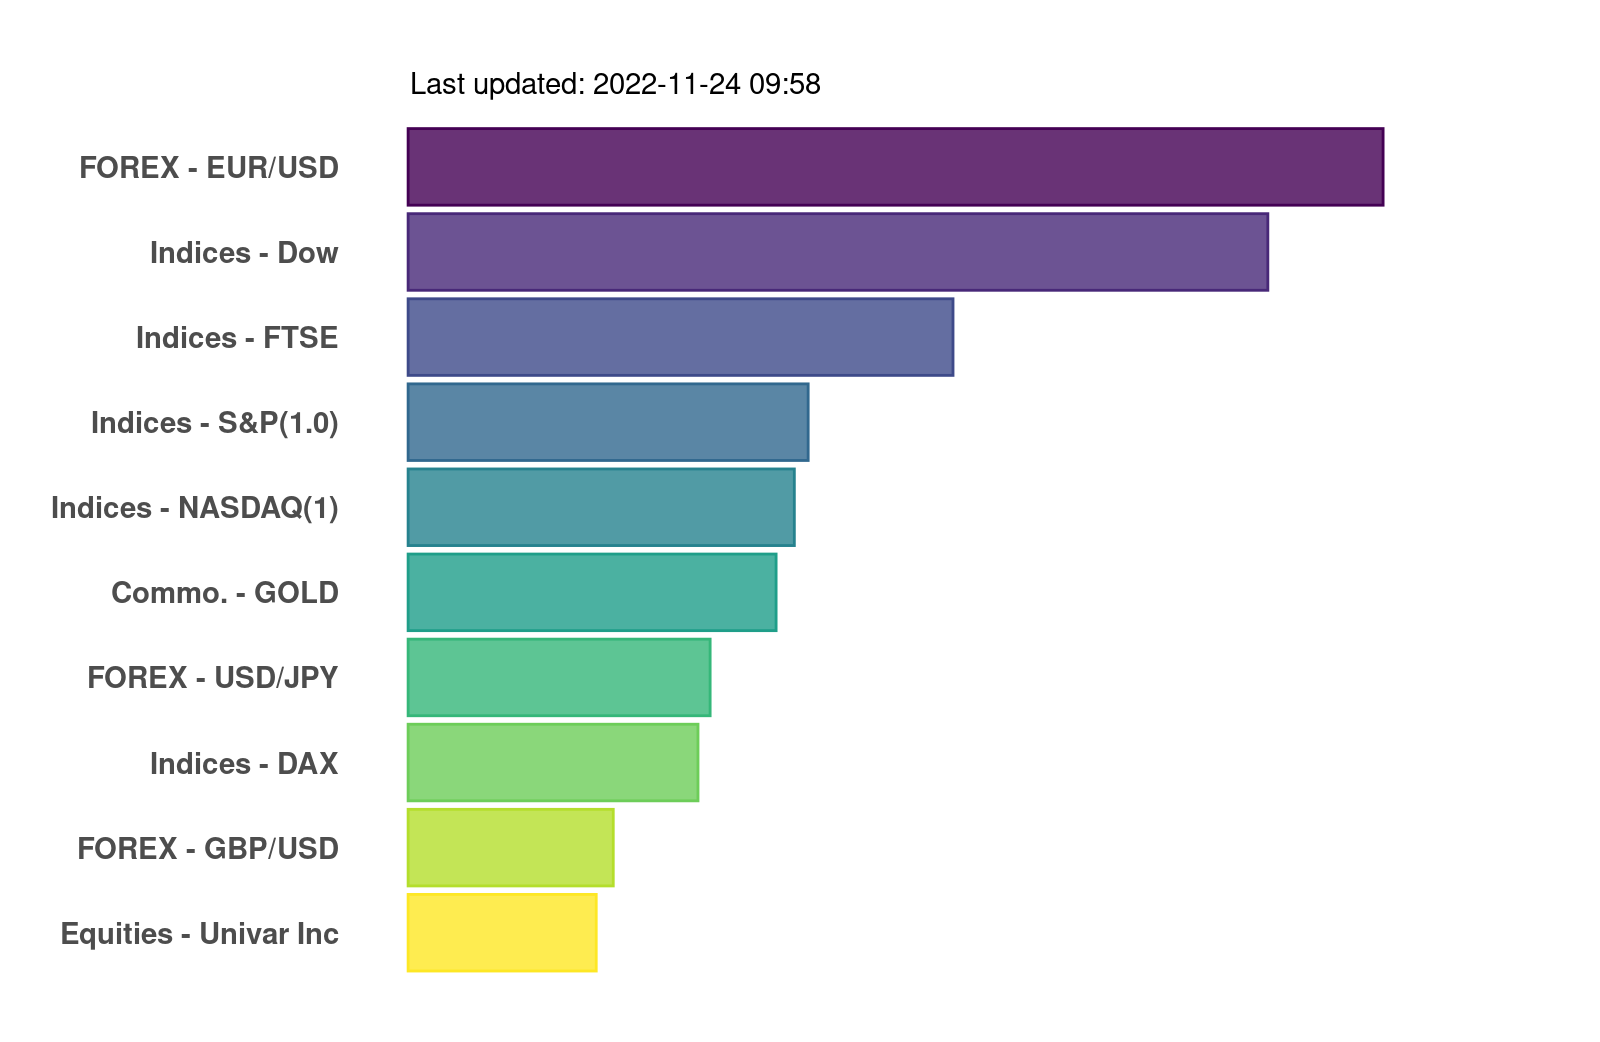 Last updated: 2022-11-24 09:58
FOREX - EUR/USD
Indices - Dow
Indices - FTSE
Indices - S&P(1.0)
Indices - NASDAQ(1)
Commo. - GOLD
FOREX - USD/JPY
Indices - DAX
FOREX - GBP/USD
Equities - Univar Inc